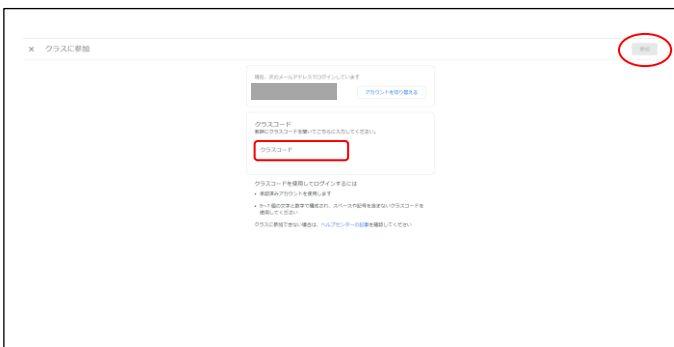 × クラスに参加
参加
現在、次のメールアドレスでログインしています
アカウントを切り替える
クラスコード
教師にクラスコードを聞いてこちらに入力してください。
クラスコード
クラスコードを使用してログインするには
• 承認済みアカウントを使用します
• 5~7 個の文字と数字で構成され、スペースや記号を含まないクラスコードを
使用してください
クラスに参加できない場合は、ヘルプセンターの記事を確認してください